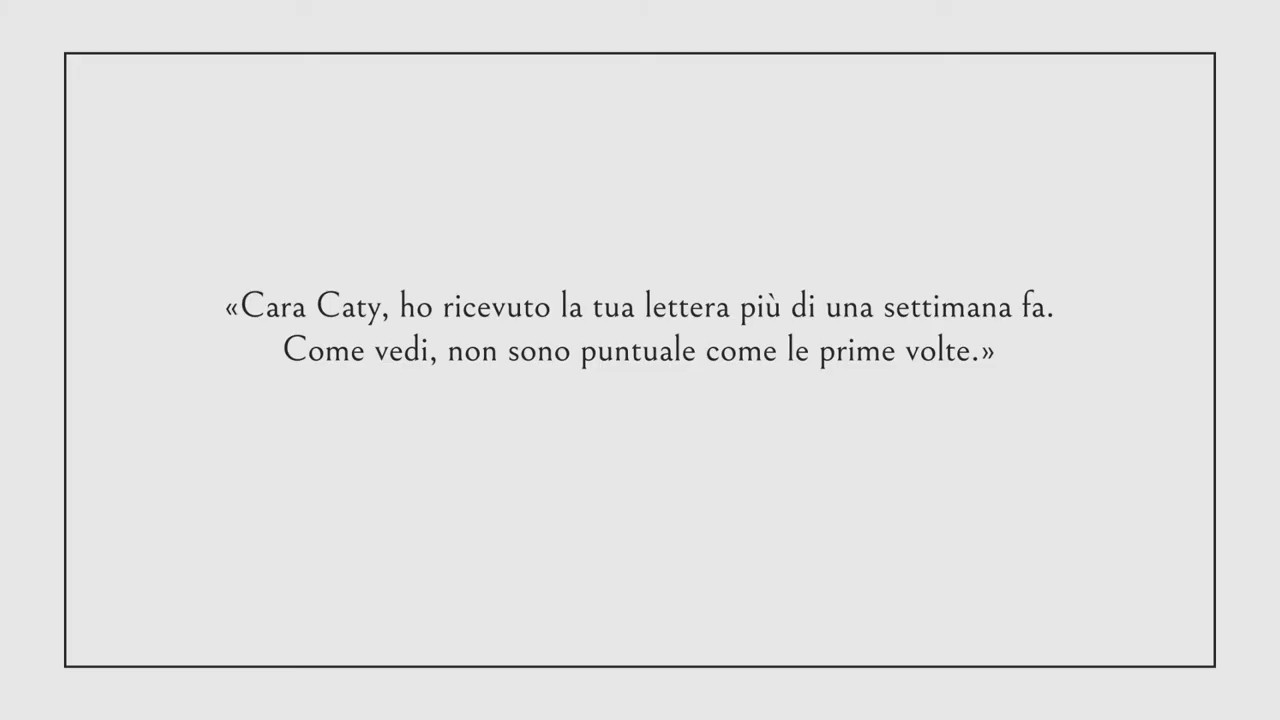 «Cara Caty, ho ricevuto la tua lettera più di una settimana fa.
Come vedi, non sono puntuale come le prime volte.»